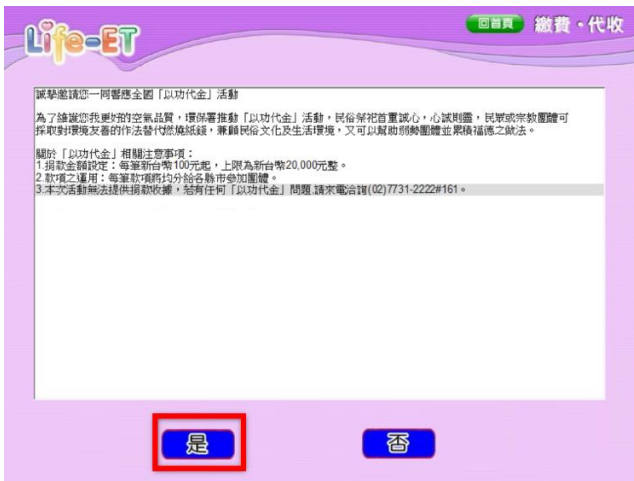 Life-ET
回首頁
繳費・代收
誠摯邀請您一同響應全國「以功代金」活動
為了維護您我更好的空氣品質，環保署推動「以功代金」活動，民俗祭祀首重誠心，心誠則靈，民眾或宗教團體可
採取對環境友善的作法替代燃燒紙錢，兼顧民俗文化及生活環境，又可以幫助弱勢團體並累積福德之做法。
關於「以功代金」相關注意事項：
1.捐款金額設定：每筆新台幣100元起，上限為新台幣20,000元整。
2.款項之運用：每筆款項將均分給各縣市參加團體。
3.本次活動無法提供捐款收據，若有任何「以功代金」問題,請來電洽詢(02)7731-2222#161。
是
否